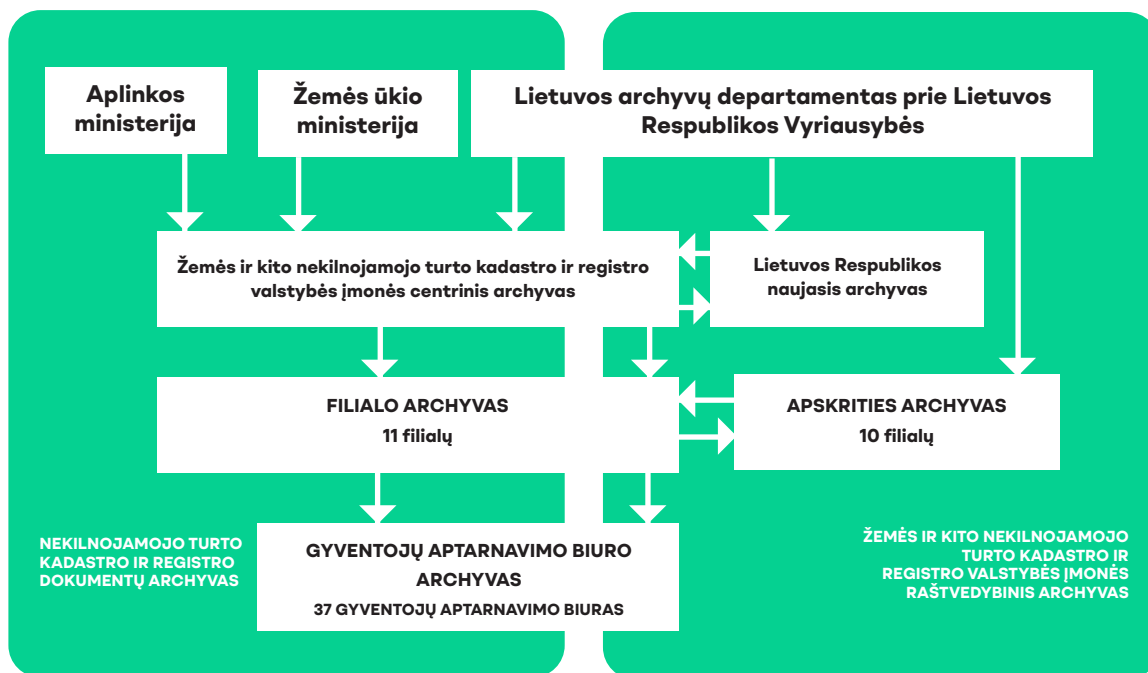 Aplinkos
ministerija
Žemės ūkio
ministerija
Lietuvos archyvų departamentas prie Lietuvos
Respublikos Vyriausybės
Žemės ir kito nekilnojamojo turto kadastro ir registro
valstybės įmonės centrinis archyvas
Lietuvos Respublikos
naujasis archyvas
FILIALO ARCHYVAS
11 filialų
APSKRITIES ARCHYVAS
10 filialų
NEKILNOJAMOJO TURTO
KADASTRO IR REGISTRO
DOKUMENTŲ ARCHYVAS
GYVENTOJŲ APTARNAVIMO BIURO
ARCHYVAS
37 GYVENTOJŲ APTARNAVIMO BIURAS
ŽEMĖS IR KITO NEKILNOJAMOJO
TURTO KADASTRO IR
REGISTRO VALSTYBĖS ĮMONĖS
RAŠTVEDYBINIS ARCHYVAS